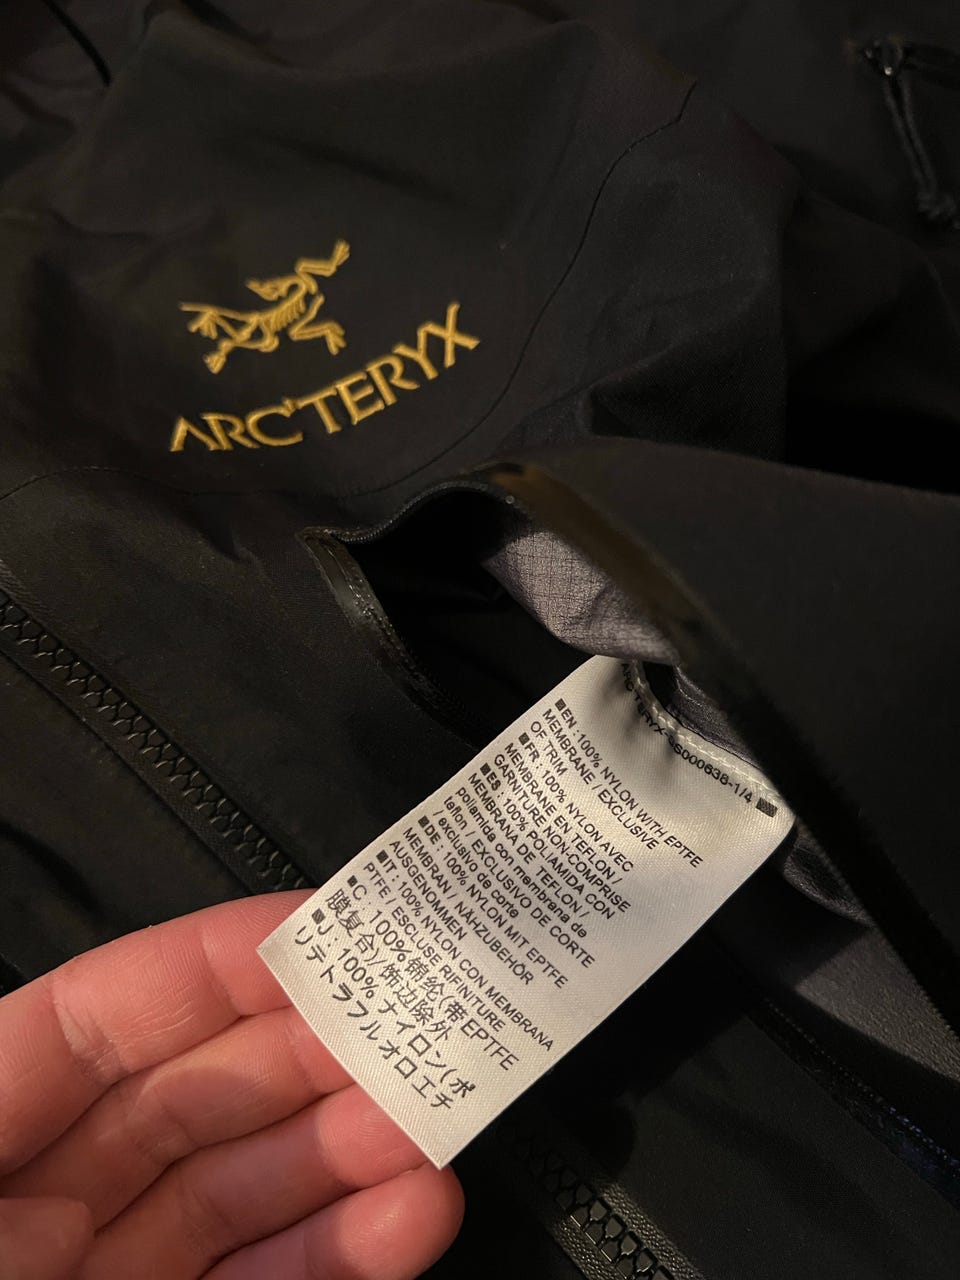 ARC'TERYX
ARC'TERYX-S6000638-1/4
EN : 100% NYLON WITH EPTFE
MEMBRANE / EXCLUSIVE
OF TRIM
FR : 100% NYLON AVEC
MEMBRANE EN TEFLON /
GARNITURE NON-COMPRISE
ES : 100% POLIAMIDA CON
MEMBRANA DE TEFLON /
poliamida con membrana de
teflon / EXCLUSIVO DE CORTE
/ exclusivo de corte
DE : 100% NYLON MIT EPTFE
MEMBRAN / NÄHZUBEHÖR
AUSGENOMMEN
IT : 100% NYLON CON MEMBRANA
PTFE / ESCLUSE RIFINITURE
C : 100%锦纶(带EPTFE
膜复合)/饰边除外
J : 100% ナイロン(ポ
リテトラフルオロエチ